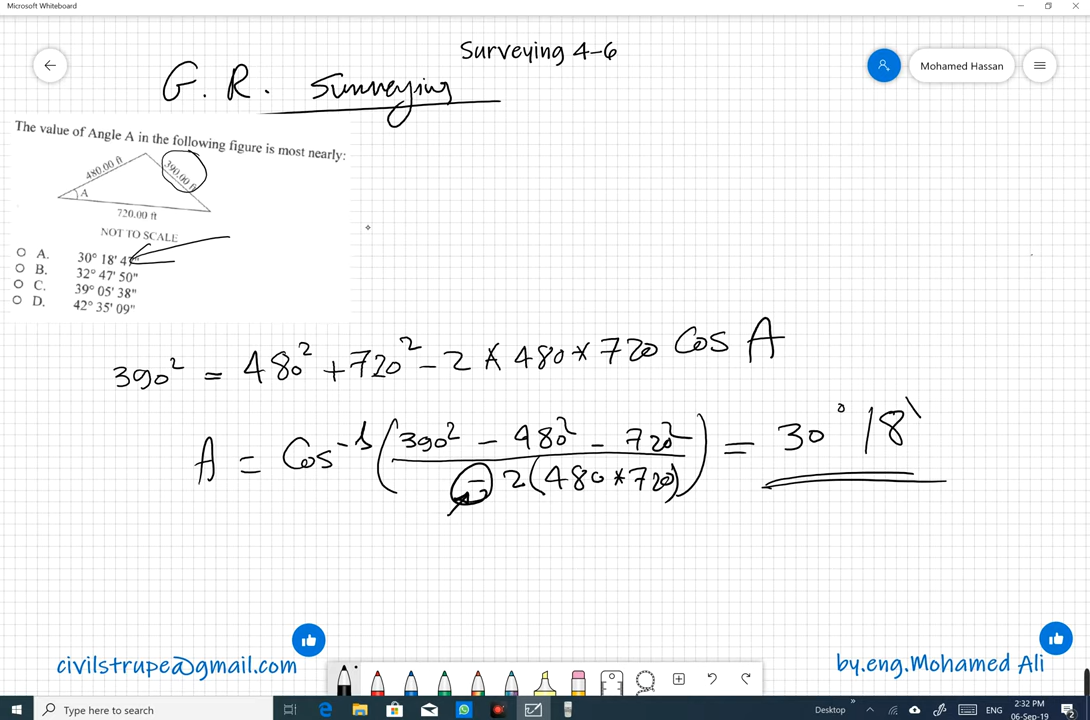 Microsoft Whiteboard
Surveying 4-6
Mohamed Hassan
G. R. Surveying
The value of Angle A in the following figure is most nearly:
480.00 ft
390.00 ft
A
720.00 ft
NOT TO SCALE
A. 30° 18' 47"
B. 32° 47' 50"
C. 39° 05' 38"
D. 42° 35' 09"
390² = 480² + 720² - 2 * 480 * 720 Cos A
A = Cos⁻¹ (390² - 480² - 720² / - 2 (480 * 720)) = 30° 18'
civilstrupe@gmail.com
by.eng.Mohamed Ali
Type here to search
Desktop
ENG
2:32 PM
06-Sep-19
2